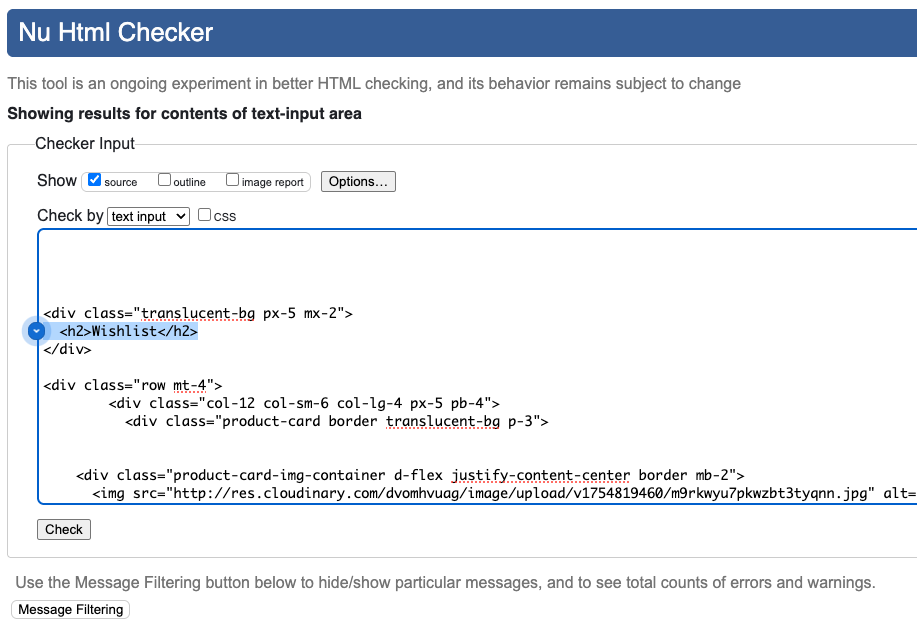 Nu Html Checker
This tool is an ongoing experiment in better HTML checking, and its behavior remains subject to change
Showing results for contents of text-input area
Checker Input
Show source outline image report Options...
Check by text input css
<div class="translucent-bg px-5 mx-2">
<h2>Wishlist</h2>
</div>
<div class="row mt-4">
<div class="col-12 col-sm-6 col-lg-4 px-5 pb-4">
<div class="product-card border translucent-bg p-3">
<div class="product-card-img-container d-flex justify-content-center border mb-2">
<img src="http://res.cloudinary.com/dvomhvuag/image/upload/v1754819460/m9rkwyu7pkwzbt3tyqnn.jpg" alt=
Check
Use the Message Filtering button below to hide/show particular messages, and to see total counts of errors and warnings.
Message Filtering